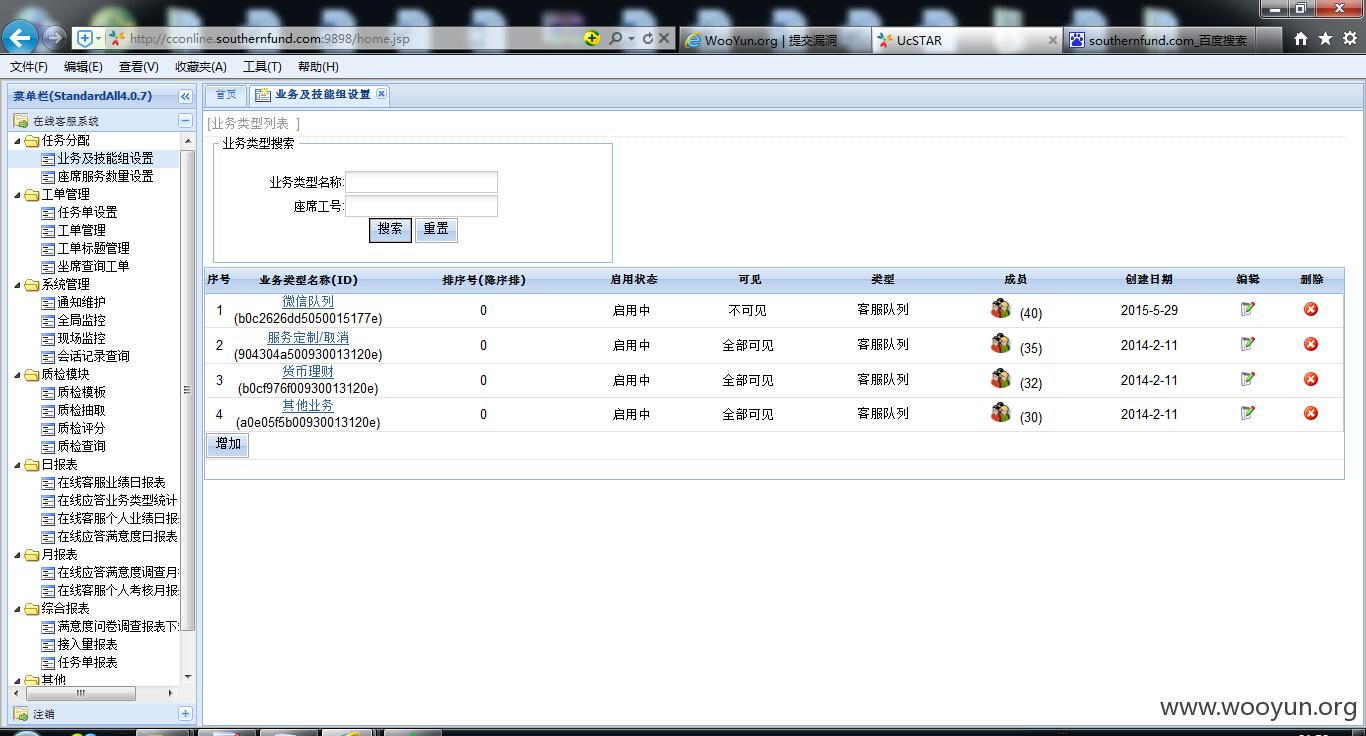 http://cconline.southernfund.com:9898/home.jsp
WooYun.org | 提交漏洞
UcSTAR
southernfund.com_百度搜索
文件(F) 编辑(E) 查看(V) 收藏夹(A) 工具(T) 帮助(H)
菜单栏(StandardAll4.0.7)
在线客服系统
任务分配
业务及技能组设置
座席服务数量设置
工单管理
任务单设置
工单管理
工单标题管理
坐席查询工单
系统管理
通知维护
全局监控
现场监控
会话记录查询
质检模块
质检模板
质检抽取
质检评分
质检查询
日报表
在线客服业绩日报表
在线应答业务类型统计
在线客服个人业绩日报
在线应答满意度日报表
月报表
在线应答满意度调查月
在线客服个人考核月报
综合报表
满意度问卷调查报表下
接入量报表
任务单报表
其他
注销
首页 业务及技能组设置
[业务类型列表 ]
业务类型搜索
业务类型名称:
座席工号:
搜索 重置
序号 业务类型名称(ID) 排序号(降序排) 启用状态 可见 类型 成员 创建日期 编辑 删除
1 微信队列 (b0c2626dd5050015177e) 0 启用中 不可见 客服队列 (40) 2015-5-29
2 服务定制/取消 (904304a500930013120e) 0 启用中 全部可见 客服队列 (35) 2014-2-11
3 货币理财 (b0cf976f00930013120e) 0 启用中 全部可见 客服队列 (32) 2014-2-11
4 其他业务 (a0e05f5b00930013120e) 0 启用中 全部可见 客服队列 (30) 2014-2-11
增加
www.wooyun.org